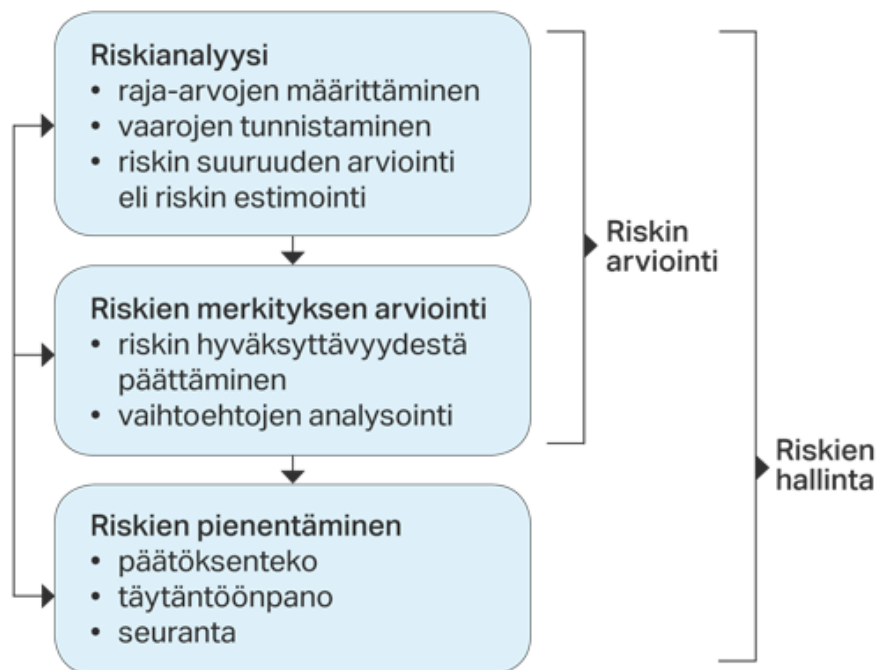 Riskianalyysi
• raja-arvojen määrittäminen
• vaarojen tunnistaminen
• riskin suuruuden arviointi
eli riskin estimointi
Riskin
arviointi
Riskien merkityksen arviointi
• riskin hyväksyttävyydestä
päättäminen
• vaihtoehtojen analysointi
Riskien
hallinta
Riskien pienentäminen
• päätöksenteko
• täytäntöönpano
• seuranta